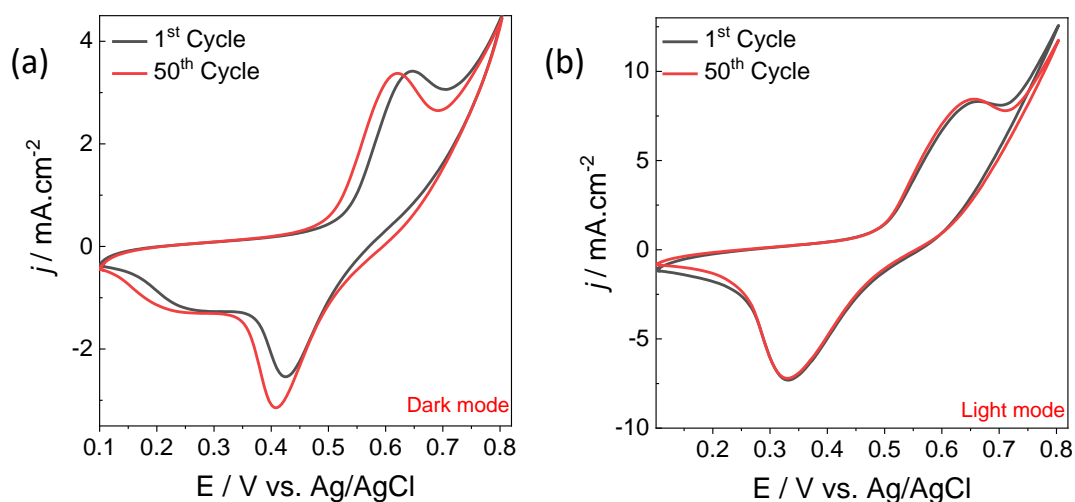 (a)
1st Cycle
50th Cycle
4
2
0
-2
j / mA.cm-2
Dark mode
0.1 0.2 0.3 0.4 0.5 0.6 0.7 0.8
E / V vs. Ag/AgCl
(b)
1st Cycle
50th Cycle
10
5
0
-5
-10
j / mA.cm-2
Light mode
0.2 0.3 0.4 0.5 0.6 0.7 0.8
E / V vs. Ag/AgCl